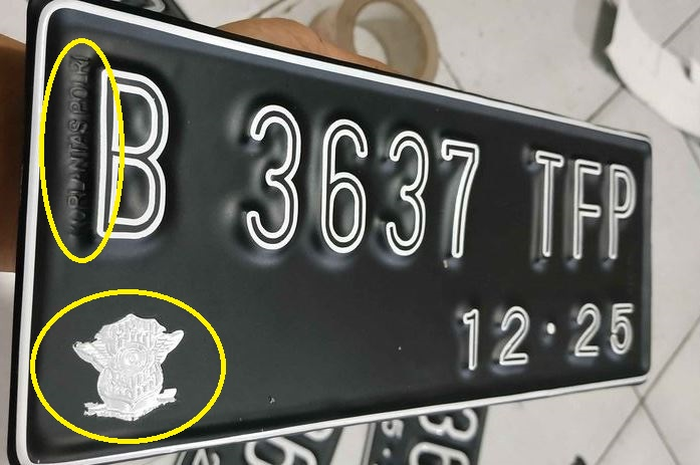 KORLANTAS POLRI
B 3637 TFP
12·25